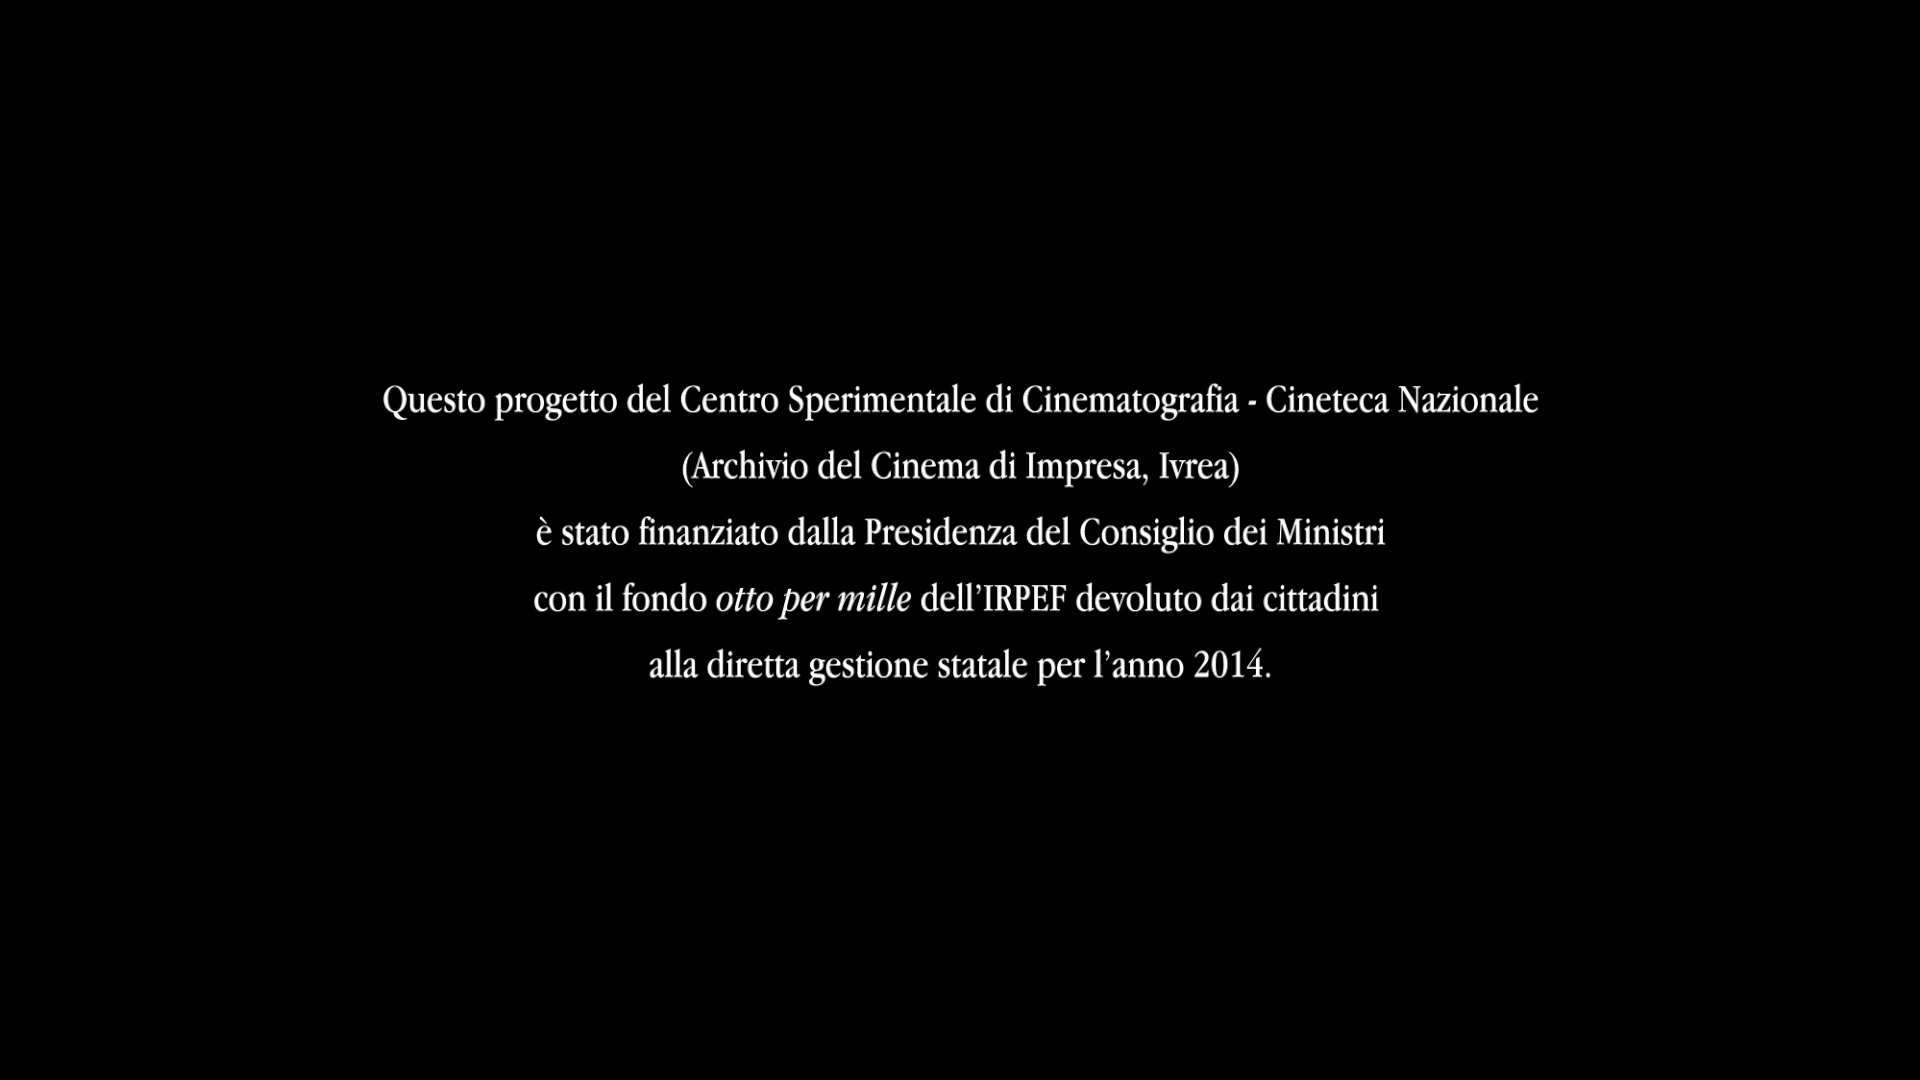 Questo progetto del Centro Sperimentale di Cinematografia - Cineteca Nazionale
(Archivio del Cinema di Impresa, Ivrea)
è stato finanziato dalla Presidenza del Consiglio dei Ministri
con il fondo otto per mille dell’IRPEF devoluto dai cittadini
alla diretta gestione statale per l’anno 2014.